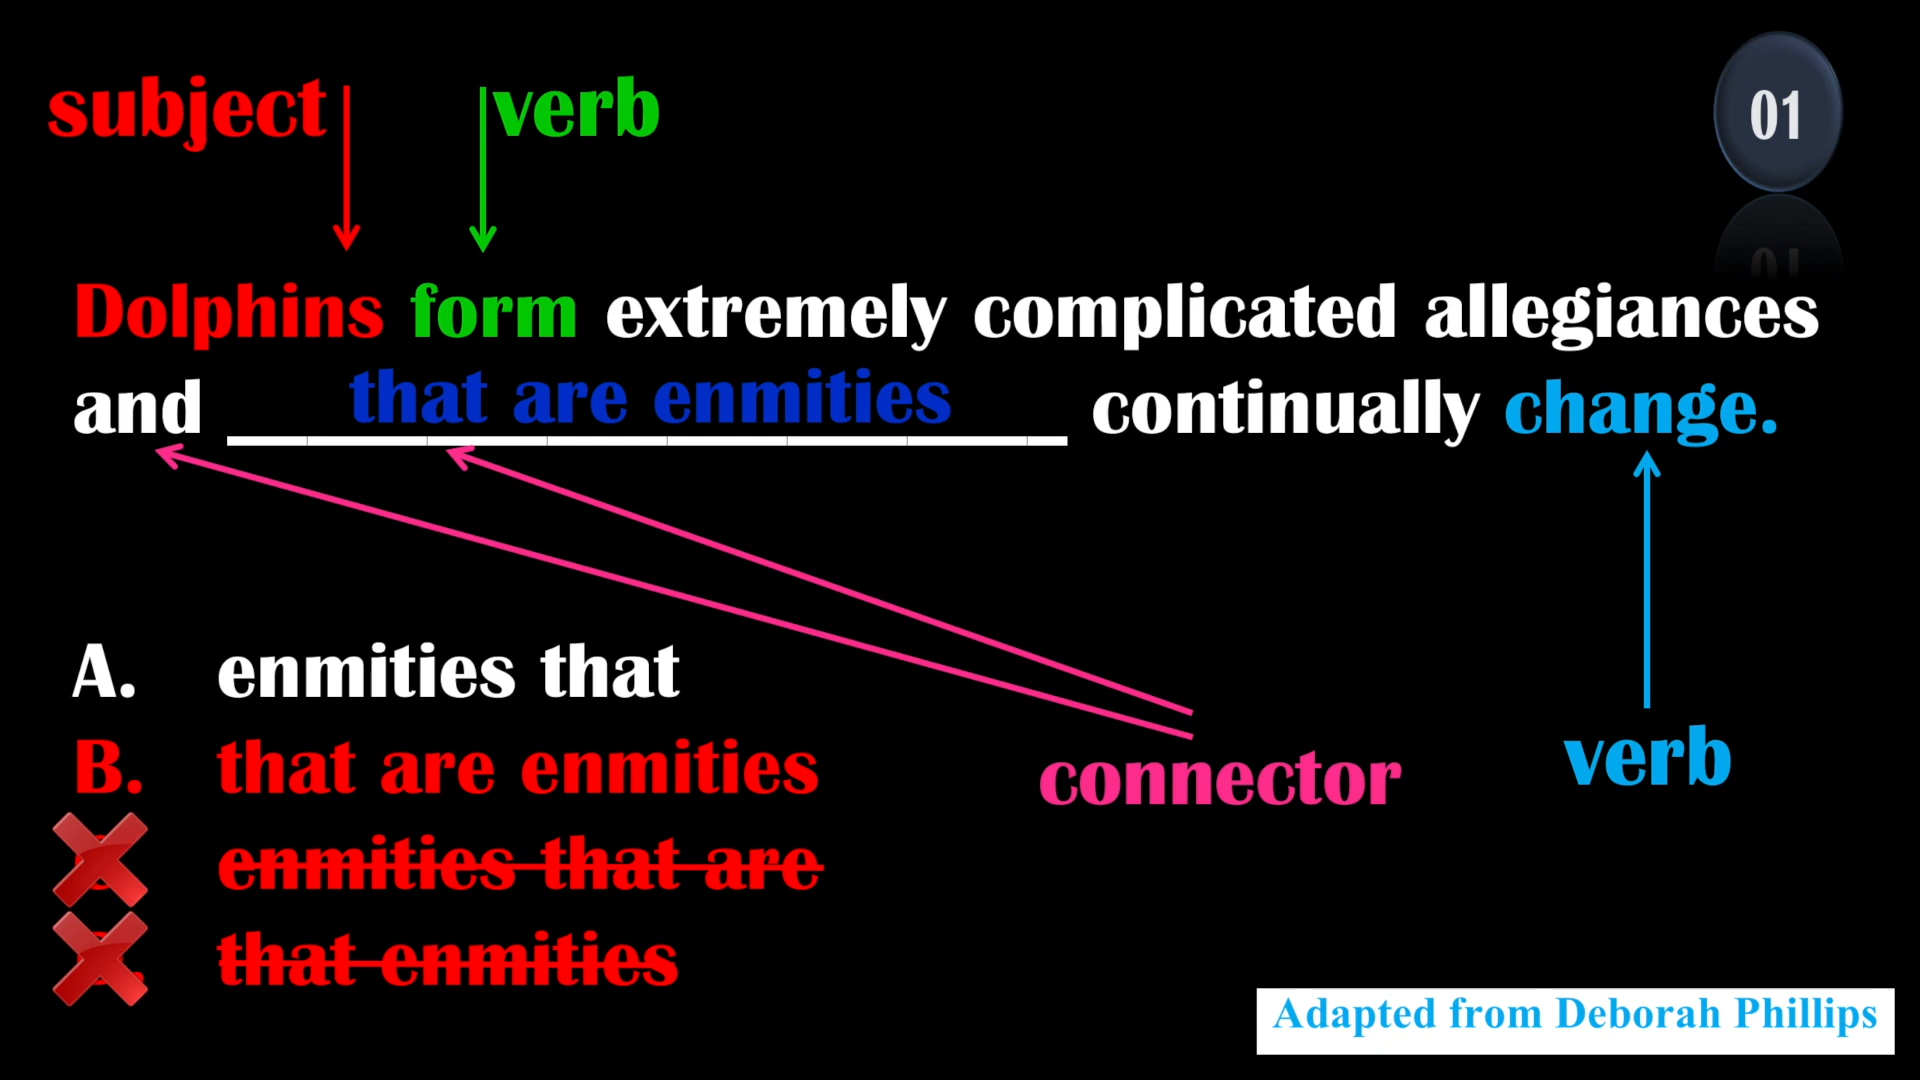 subject verb
01
Dolphins form extremely complicated allegiances
and that are enmities continually change.
A. enmities that
B. that are enmities
enmities that are
that enmities
connector
verb
Adapted from Deborah Phillips